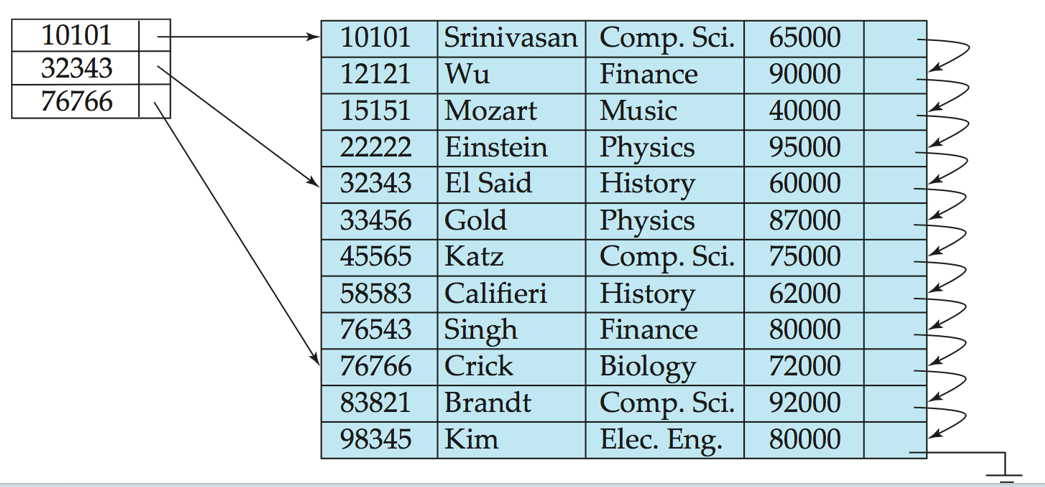 10101
32343
76766
10101 Srinivasan Comp. Sci. 65000
12121 Wu Finance 90000
15151 Mozart Music 40000
22222 Einstein Physics 95000
32343 El Said History 60000
33456 Gold Physics 87000
45565 Katz Comp. Sci. 75000
58583 Califieri History 62000
76543 Singh Finance 80000
76766 Crick Biology 72000
83821 Brandt Comp. Sci. 92000
98345 Kim Elec. Eng. 80000